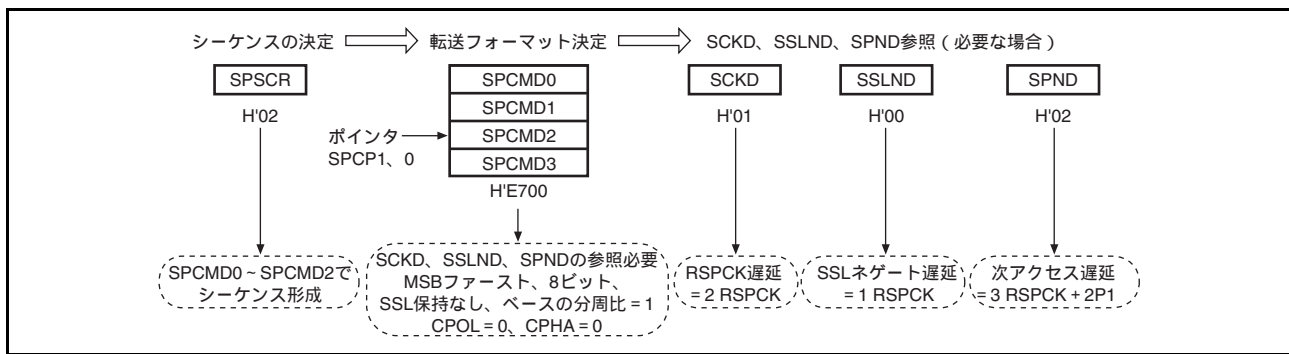 シーケンスの決定
転送フォーマット決定
SCKD、SSLND、SPND参照（必要な場合）
SPSCR
H'02
SPCMD0～SPCMD2で
シーケンス形成
ポインタ
SPCP1、0
SPCMD0
SPCMD1
SPCMD2
SPCMD3
H'E700
SCKD、SSLND、SPNDの参照必要
MSBファースト、8ビット、
SSL保持なし、ベースの分周比 = 1
CPOL = 0、CPHA = 0
SCKD
H'01
RSPCK遅延
= 2 RSPCK
SSLND
H'00
SSLネゲート遅延
= 1 RSPCK
SPND
H'02
次アクセス遅延
= 3 RSPCK + 2P1